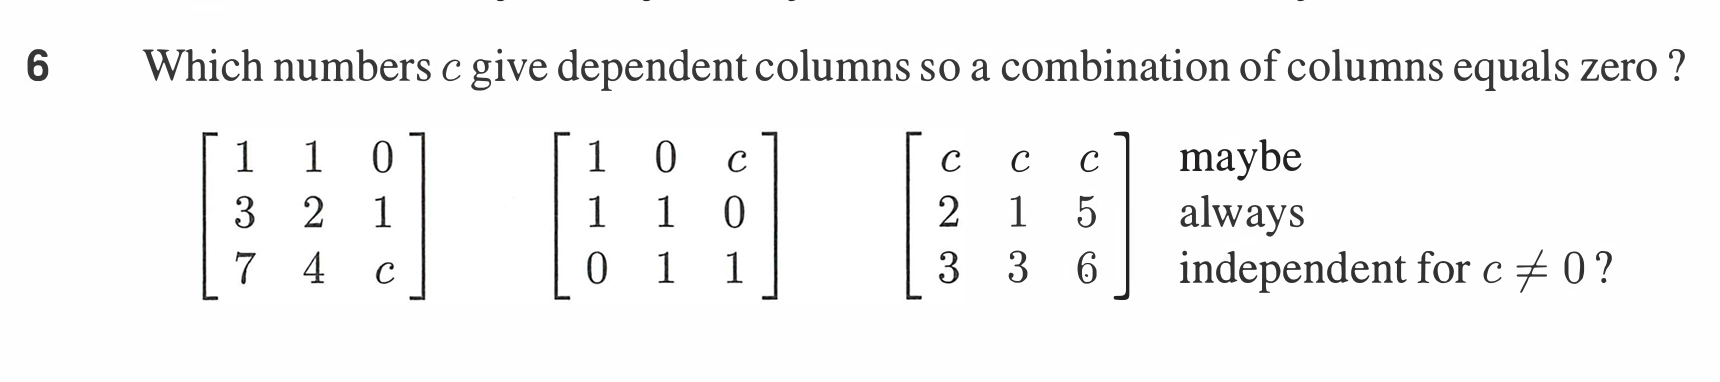 6 Which numbers c give dependent columns so a combination of columns equals zero ?
[ 1 1 0 ] [ 1 0 c ] [ c c c ] maybe
[ 3 2 1 ] [ 1 1 0 ] [ 2 1 5 ] always
[ 7 4 c ] [ 0 1 1 ] [ 3 3 6 ] independent for c ≠ 0 ?